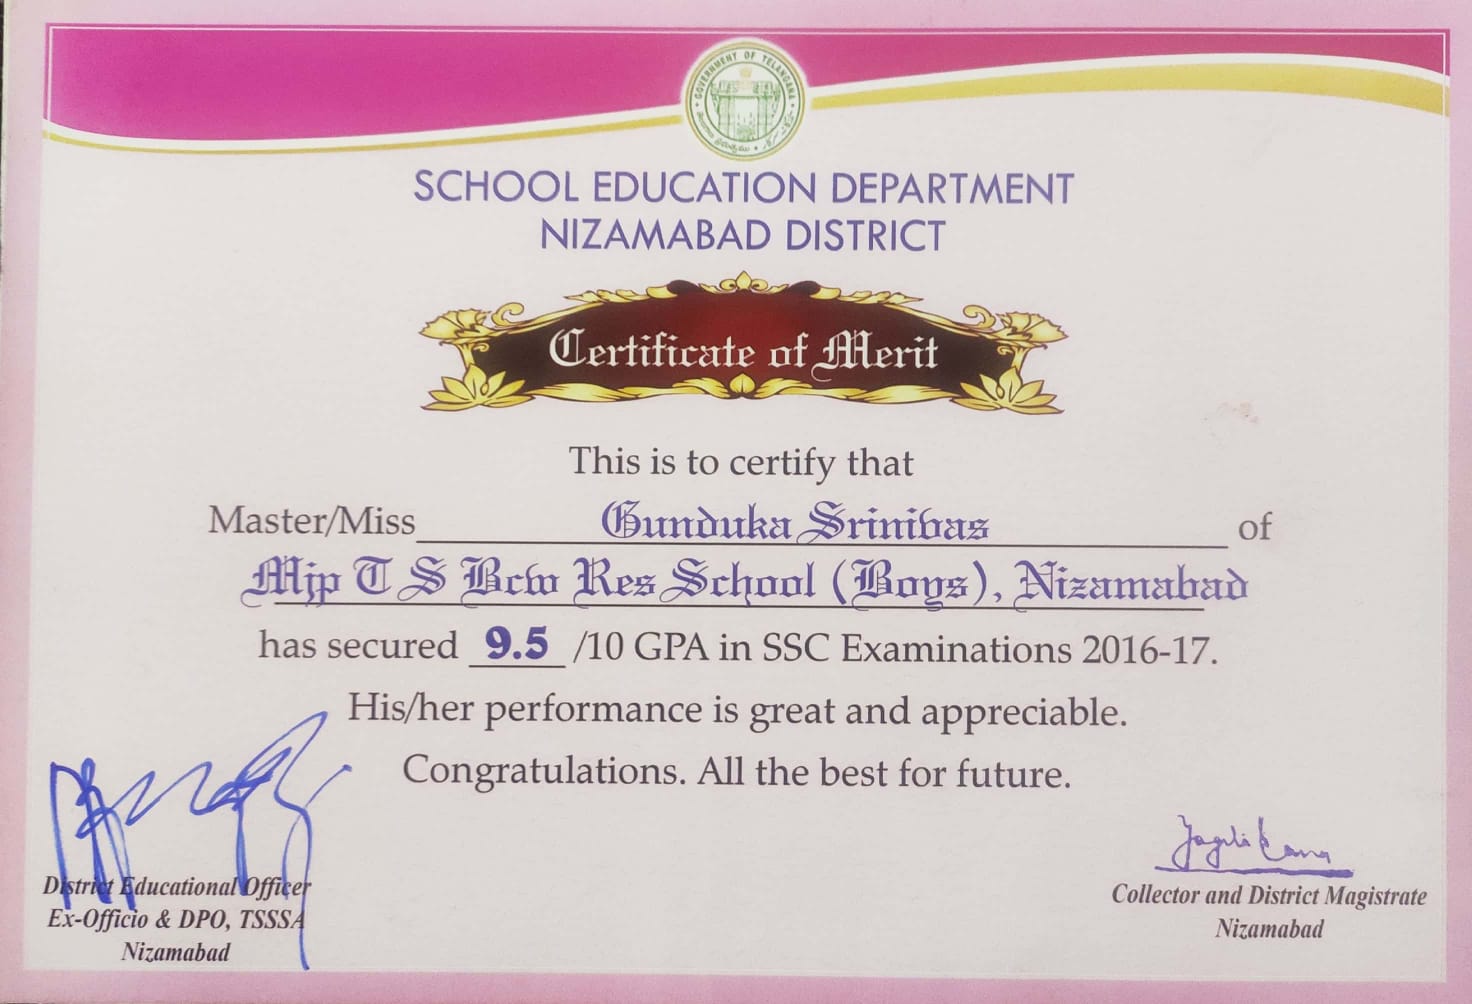 GOVERNMENT OF TELANGANA
SCHOOL EDUCATION DEPARTMENT
NIZAMABAD DISTRICT
Certificate of Merit
This is to certify that
Master/Miss Gunduka Srinivas of
Mjp T S Bcw Res School (Boys), Nizamabad
has secured 9.5 /10 GPA in SSC Examinations 2016-17.
His/her performance is great and appreciable.
Congratulations. All the best for future.
District Educational Officer
Ex-Officio & DPO, TSSSA
Nizamabad
Collector and District Magistrate
Nizamabad